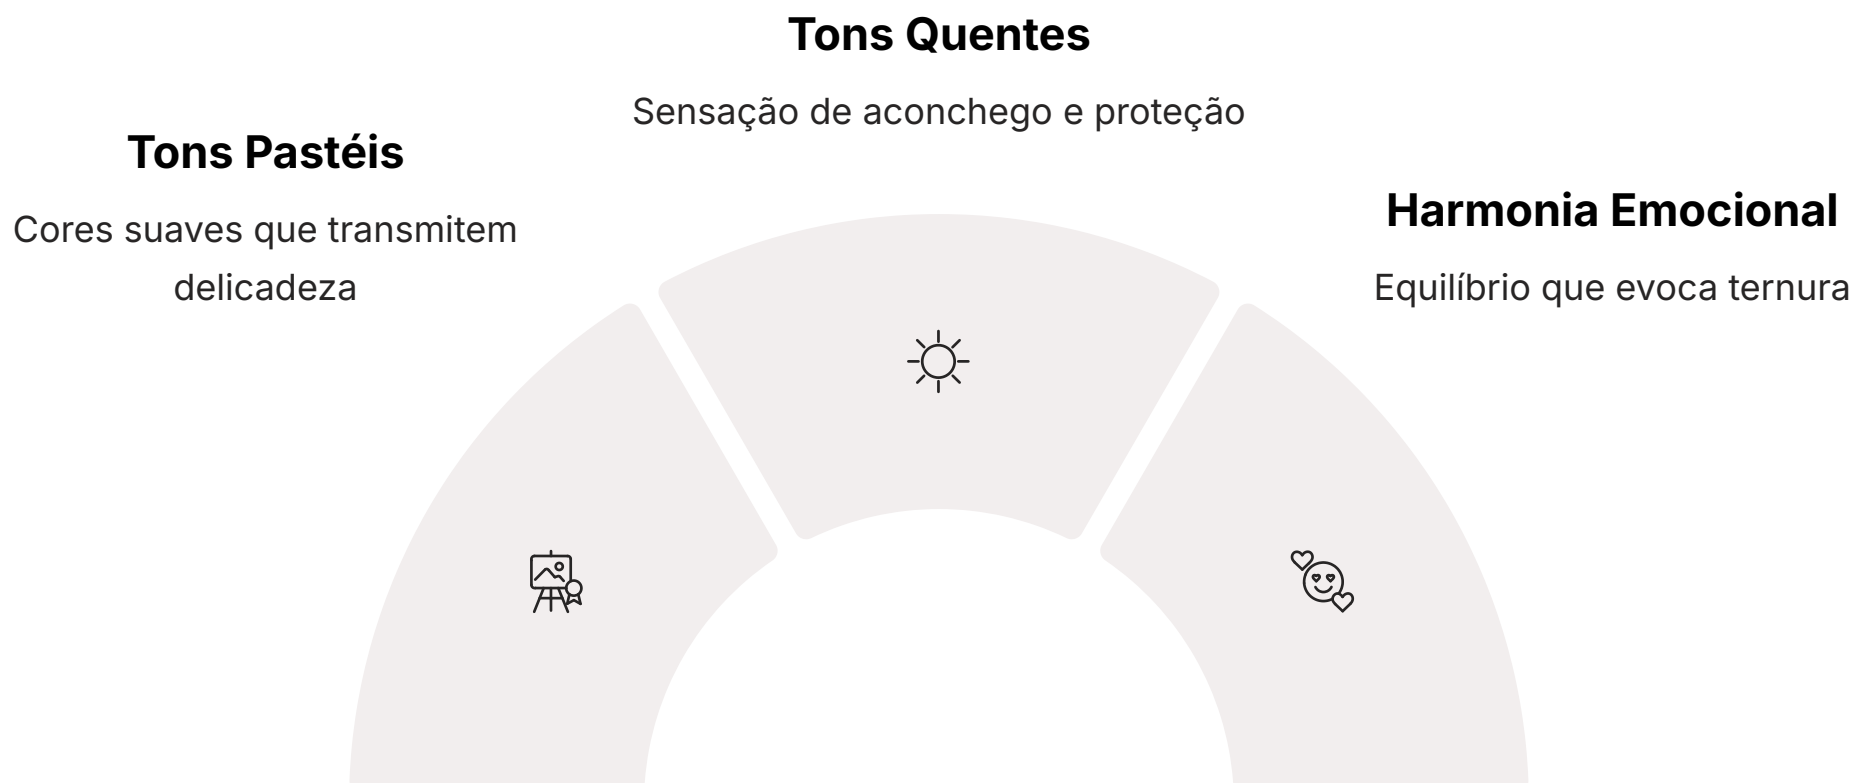 Tons Quentes
Sensação de aconchego e proteção
Tons Pastéis
Cores suaves que transmitem
delicadeza
Harmonia Emocional
Equilíbrio que evoca ternura